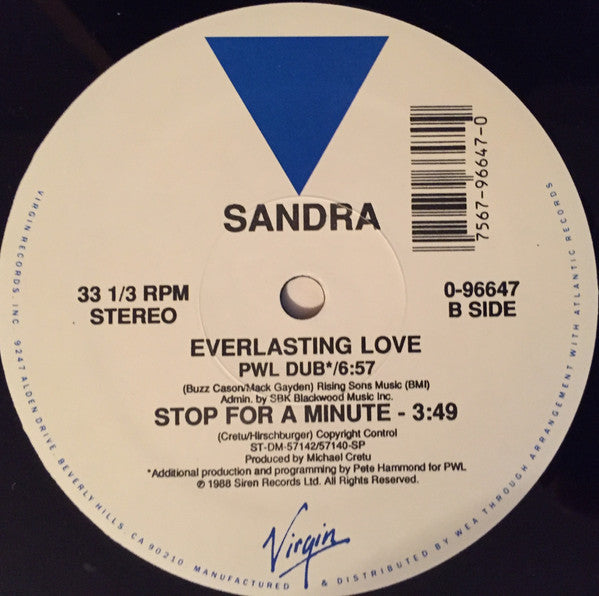 SANDRA
7567-96647-0
33 1/3 RPM
STEREO
0-96647
B SIDE
EVERLASTING LOVE
PWL DUB*/6:57
(Buzz Cason/Mack Gayden) Rising Sons Music (BMI)
Admin. by SBK Blackwood Music Inc.
STOP FOR A MINUTE - 3:49
(Cretu/Hirschburger) Copyright Control
ST-DM-57142/57140-SP
Produced by Michael Cretu
*Additional production and programming by Pete Hammond for PWL
℗ 1988 Siren Records Ltd. All Rights Reserved.
Virgin
VIRGIN RECORDS, INC. 9247 ALDEN DRIVE, BEVERLY HILLS, CA 90210 MANUFACTURED & DISTRIBUTED BY WEA THROUGH ARRANGEMENT WITH ATLANTIC RECORDS